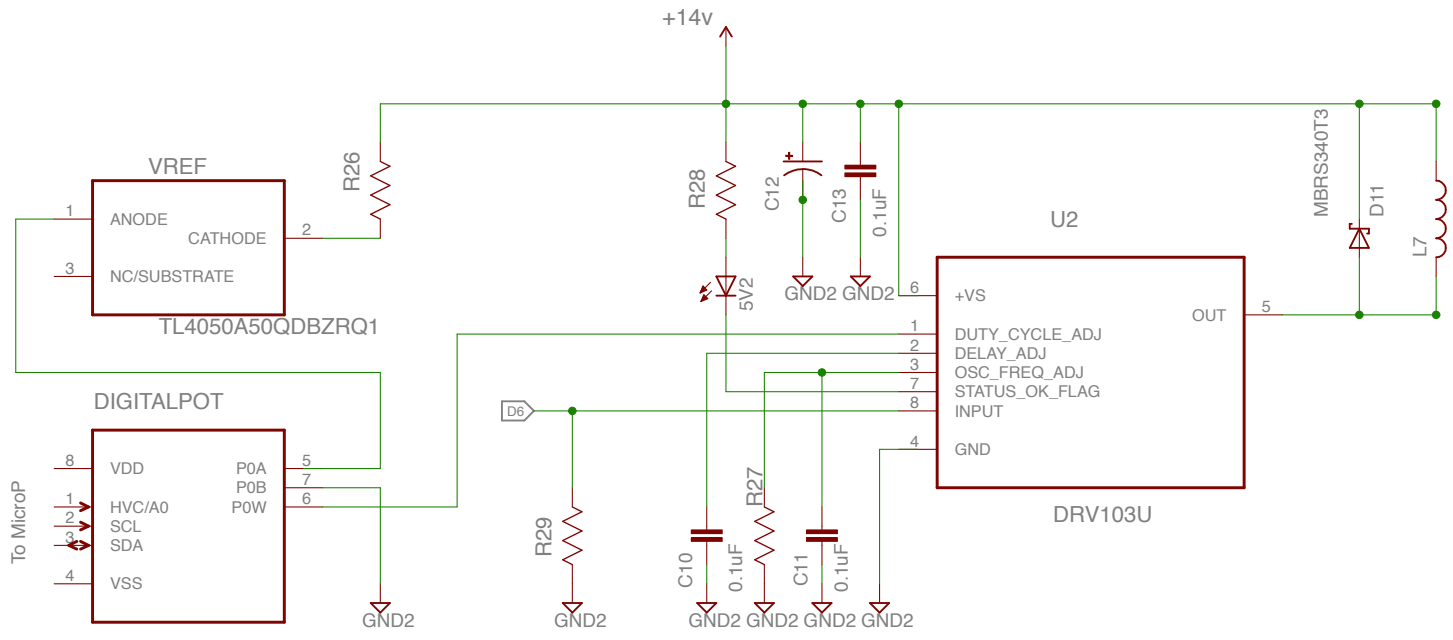 +14v
VREF
R26
1
ANODE
CATHODE
2
3
NC/SUBSTRATE
TL4050A50QDBZRQ1
R28
5V2
C12
C13
0.1uF
GND2
GND2
MBRS340T3
D11
L7
U2
6
+VS
OUT
5
1
DUTY_CYCLE_ADJ
2
DELAY_ADJ
3
OSC_FREQ_ADJ
7
STATUS_OK_FLAG
8
INPUT
4
GND
DRV103U
DIGITALPOT
To MicroP
8
VDD
P0A
5
P0B
7
1
HVC/A0
P0W
6
2
SCL
3
SDA
4
VSS
GND2
D6
R29
GND2
C10
0.1uF
R27
C11
0.1uF
GND2
GND2
GND2
GND2